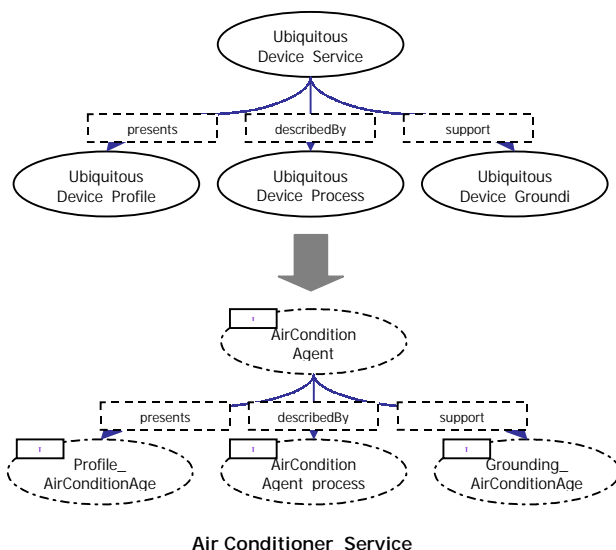 Ubiquitous
Device Service
presents
describedBy
support
Ubiquitous
Device Profile
Ubiquitous
Device Process
Ubiquitous
Device Groundi
I
AirCondition
Agent
presents
describedBy
support
I
Profile_
AirConditionAge
I
AirCondition
Agent process
I
Grounding_
AirConditionAge
Air Conditioner Service